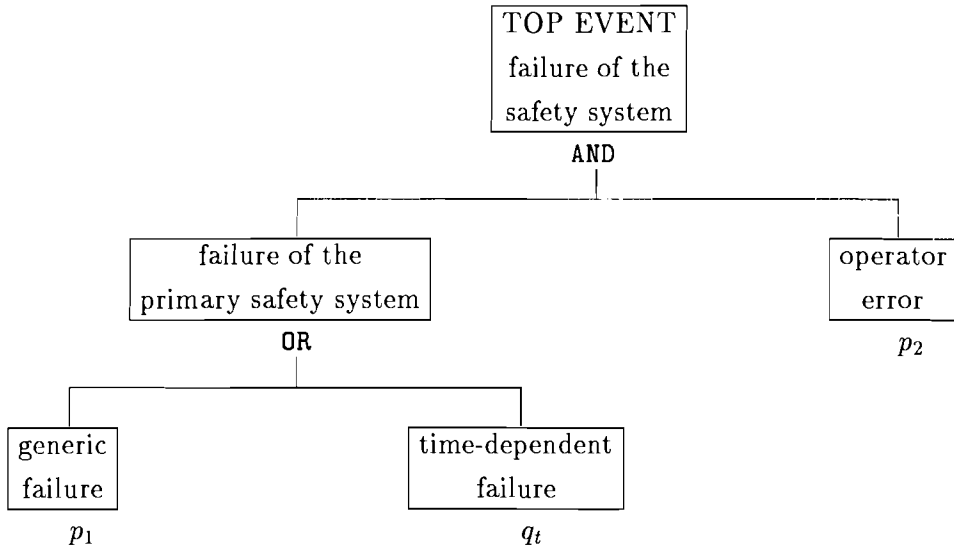 TOP EVENT
failure of the
safety system
AND
failure of the
primary safety system
operator
error
OR
p₂
generic
failure
time-dependent
failure
p₁
qₜ